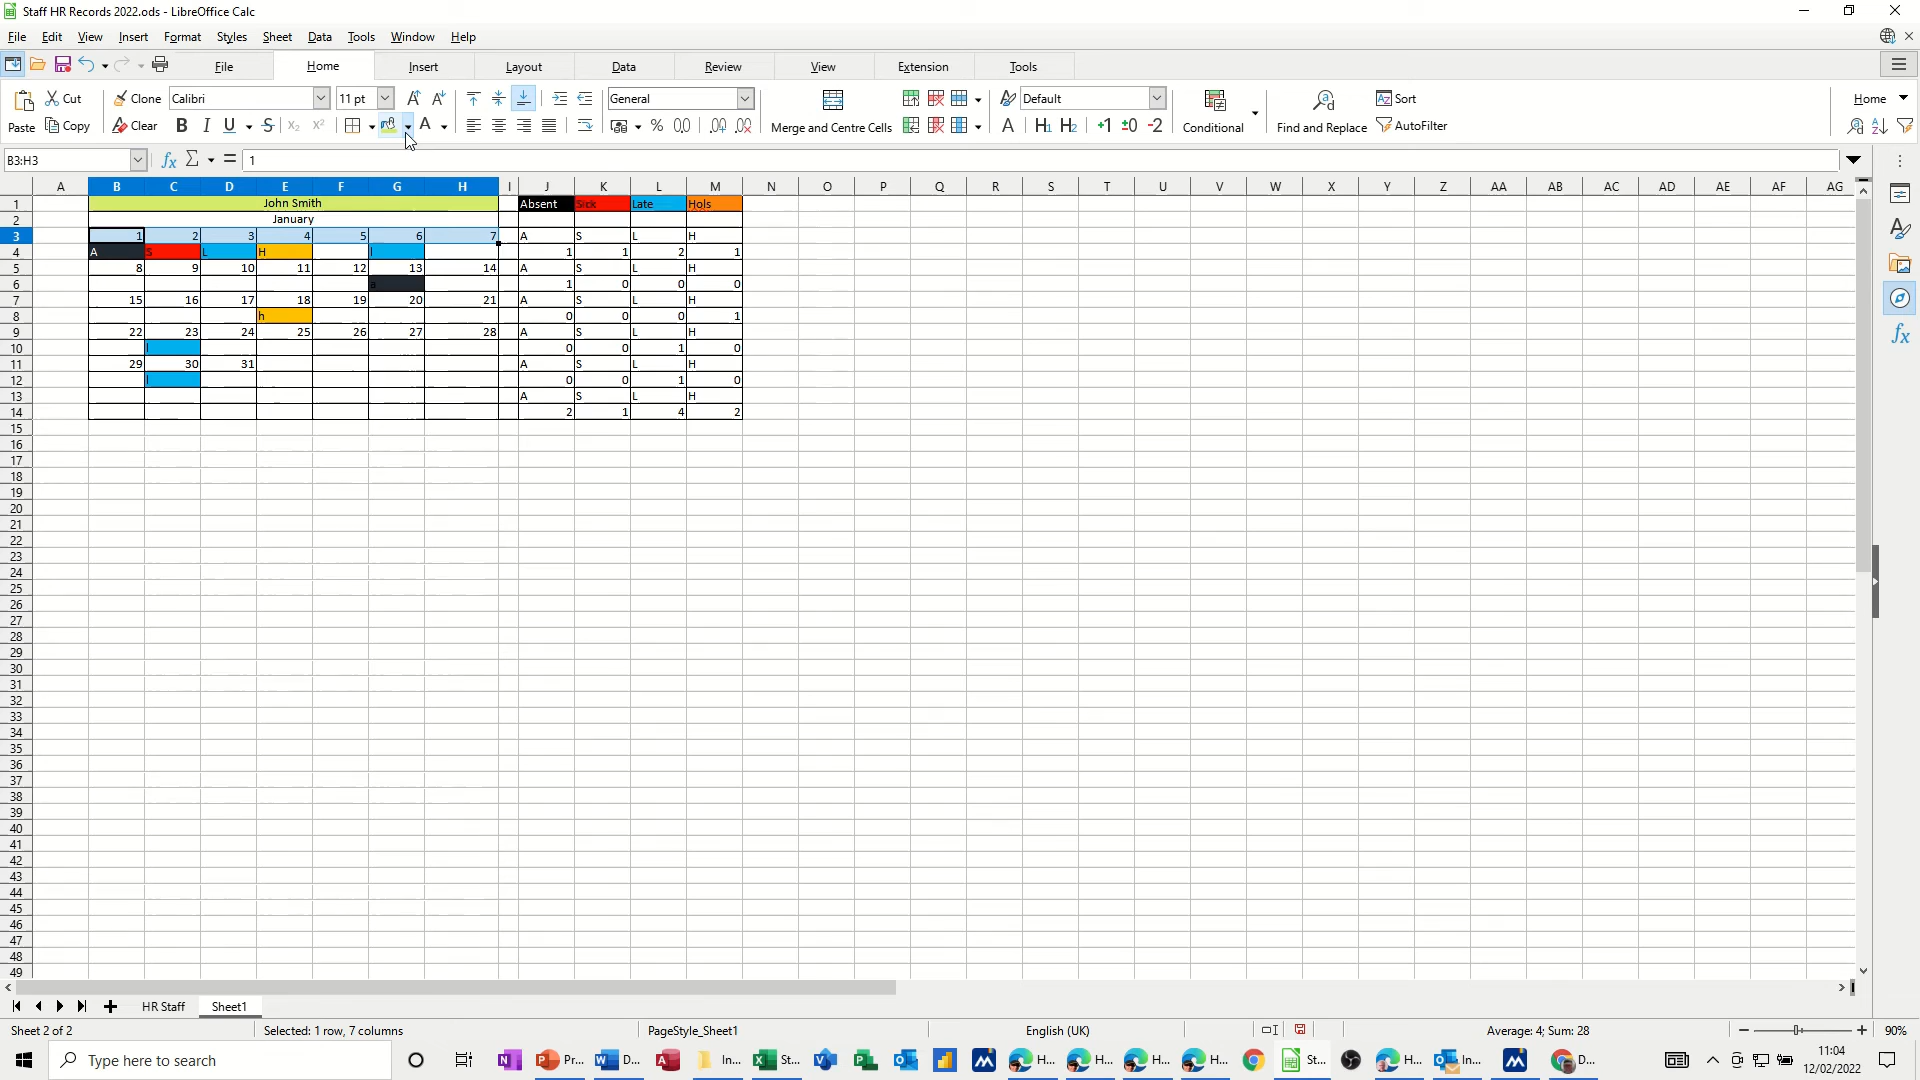 Staff HR Records 2022.ods - LibreOffice Calc
File Edit View Insert Format Styles Sheet Data Tools Window Help
File Home Insert Layout Data Review View Extension Tools
Cut Clone Calibri 11 pt General Default Sort Home
Paste Copy Clear B I U S Merge and Centre Cells Conditional Find and Replace AutoFilter
B3:H3 1
A B C D E F G H I J K L M N O P Q R S T U V W X Y Z AA AB AC AD AE AF AG
1 John Smith Absent Sick Late Hols
2 January
3 1 2 3 4 5 6 7 A S L H
4 A S L H l 1 1 2 1
5 8 9 10 11 12 13 14 A S L H
6 a 1 0 0 0
7 15 16 17 18 19 20 21 A S L H
8 h 0 0 0 1
9 22 23 24 25 26 27 28 A S L H
10 l 0 0 1 0
11 29 30 31 A S L H
12 l 0 0 1 0
13 A S L H
14 2 1 4 2
15
16
17
18
19
20
21
22
23
24
25
26
27
28
29
30
31
32
33
34
35
36
37
38
39
40
41
42
43
44
45
46
47
48
49
HR Staff Sheet1
Sheet 2 of 2 Selected: 1 row, 7 columns PageStyle_Sheet1 English (UK) Average: 4; Sum: 28 90%
Type here to search Pr... D... In... St... H... H... H... H... St... H... In... D... 11:04
12/02/2022